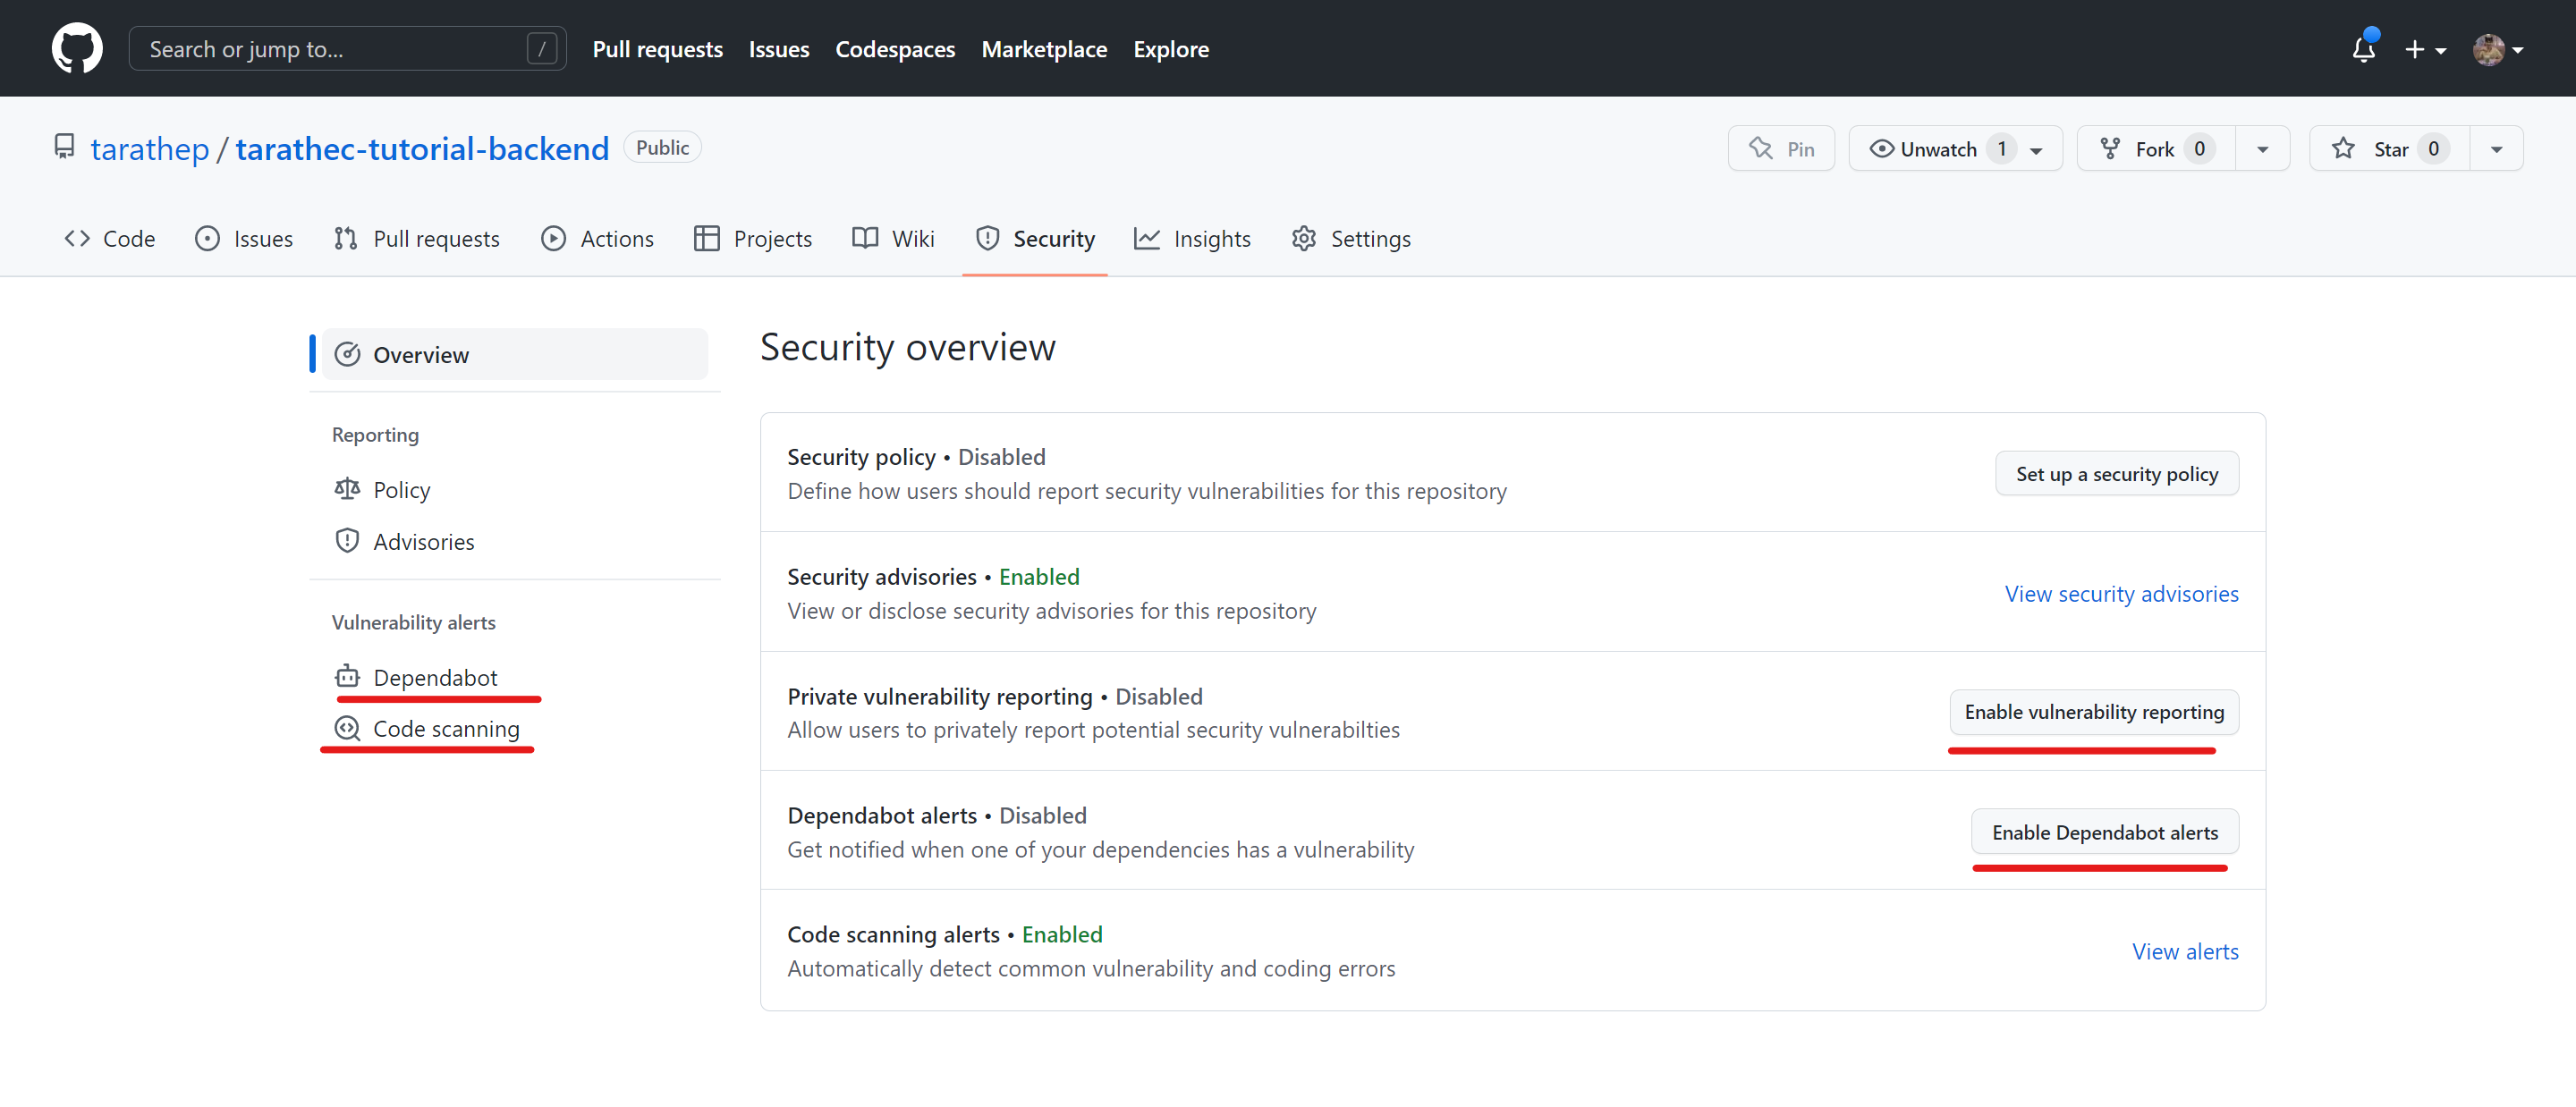 Search or jump to... /
Pull requests Issues Codespaces Marketplace Explore
tarathep / tarathec-tutorial-backend Public
Pin
Unwatch 1
Fork 0
Star 0
Code Issues Pull requests Actions Projects Wiki Security Insights Settings
Overview
Reporting
Policy
Advisories
Vulnerability alerts
Dependabot
Code scanning
Security overview
Security policy • Disabled
Define how users should report security vulnerabilities for this repository
Set up a security policy
Security advisories • Enabled
View or disclose security advisories for this repository
View security advisories
Private vulnerability reporting • Disabled
Allow users to privately report potential security vulnerabilties
Enable vulnerability reporting
Dependabot alerts • Disabled
Get notified when one of your dependencies has a vulnerability
Enable Dependabot alerts
Code scanning alerts • Enabled
Automatically detect common vulnerability and coding errors
View alerts